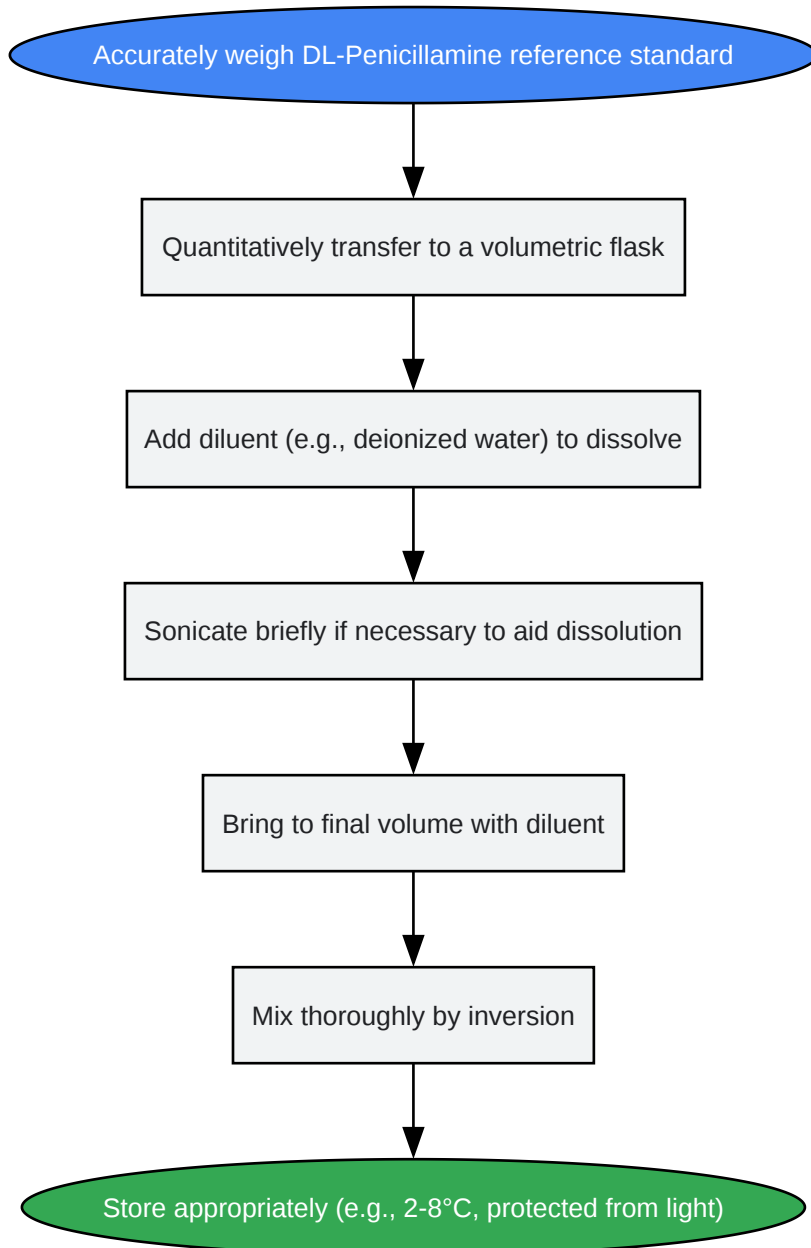 Accurately weigh DL-Penicillamine reference standard
Quantitatively transfer to a volumetric flask
Add diluent (e.g., deionized water) to dissolve
Sonicate briefly if necessary to aid dissolution
Bring to final volume with diluent
Mix thoroughly by inversion
Store appropriately (e.g., 2-8°C, protected from light)